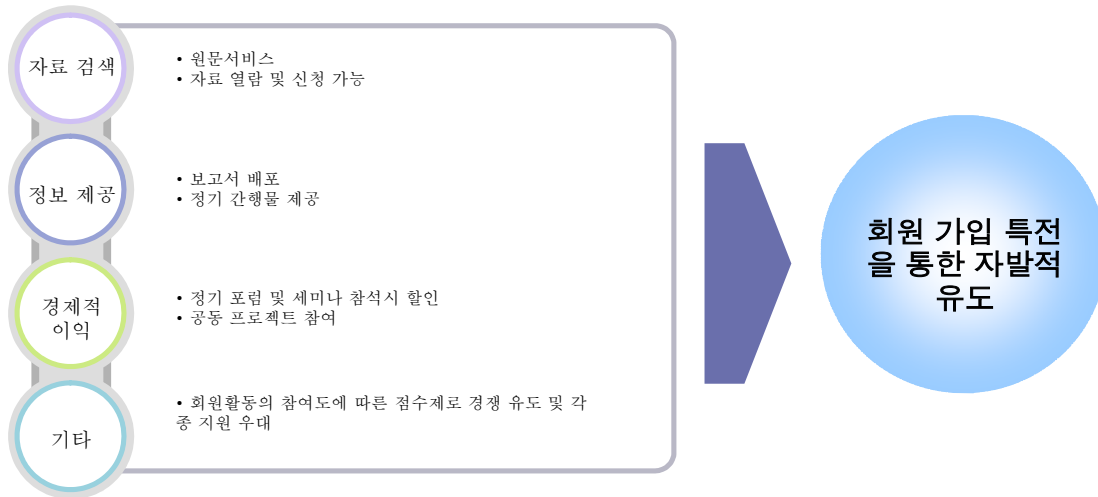 자료 검색
• 원문서비스
• 자료 열람 및 신청 가능
정보 제공
• 보고서 배포
• 정기 간행물 제공
경제적
이익
• 정기 포럼 및 세미나 참석시 할인
• 공동 프로젝트 참여
기타
• 회원활동의 참여도에 따른 점수제로 경쟁 유도 및 각
종 지원 우대
회원 가입 특전
을 통한 자발적
유도